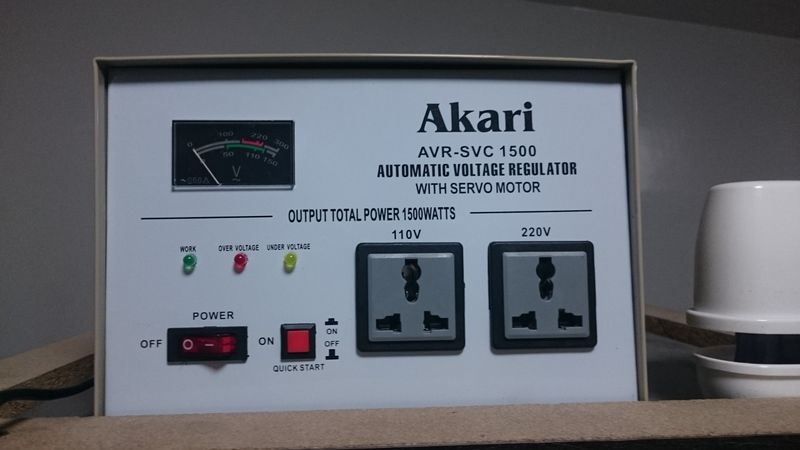 Akari
AVR-SVC 1500
AUTOMATIC VOLTAGE REGULATOR
WITH SERVO MOTOR
0 100 220 300
50 110 150
V
OUTPUT TOTAL POWER 1500WATTS
WORK OVER VOLTAGE UNDER VOLTAGE
110V 220V
POWER
OFF ON
ON
OFF
QUICK START